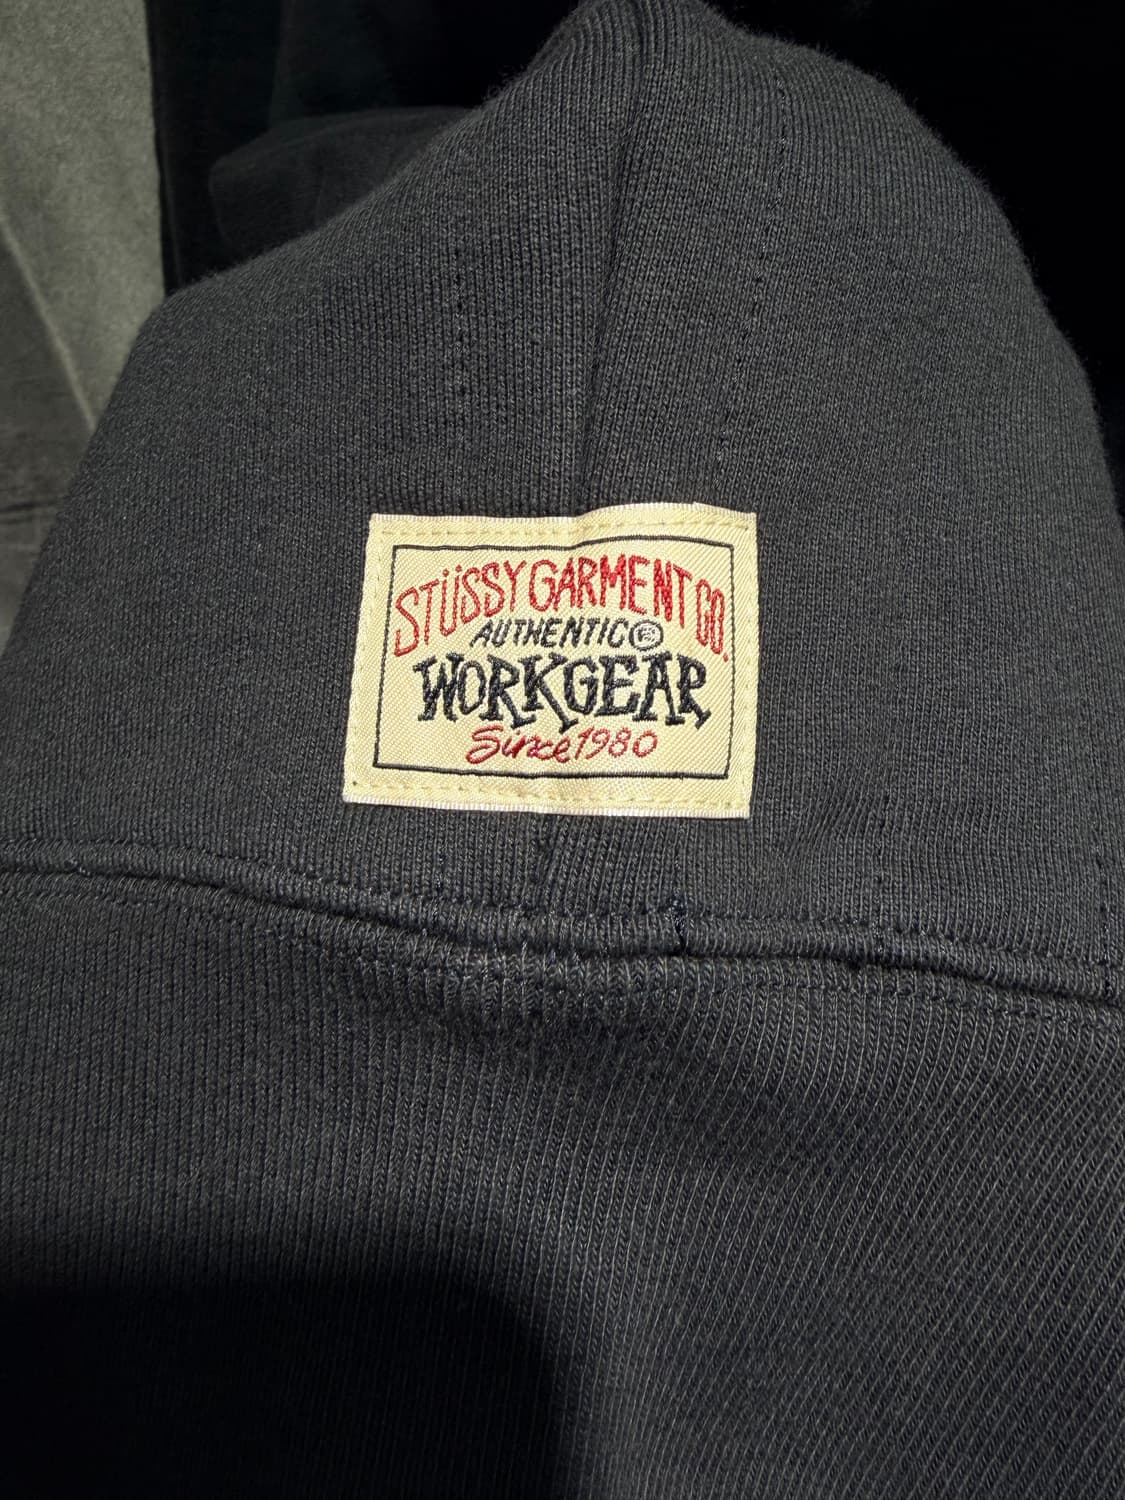 STÜSSY GARMENT CO.
AUTHENTIC®
WORKGEAR
Since 1980